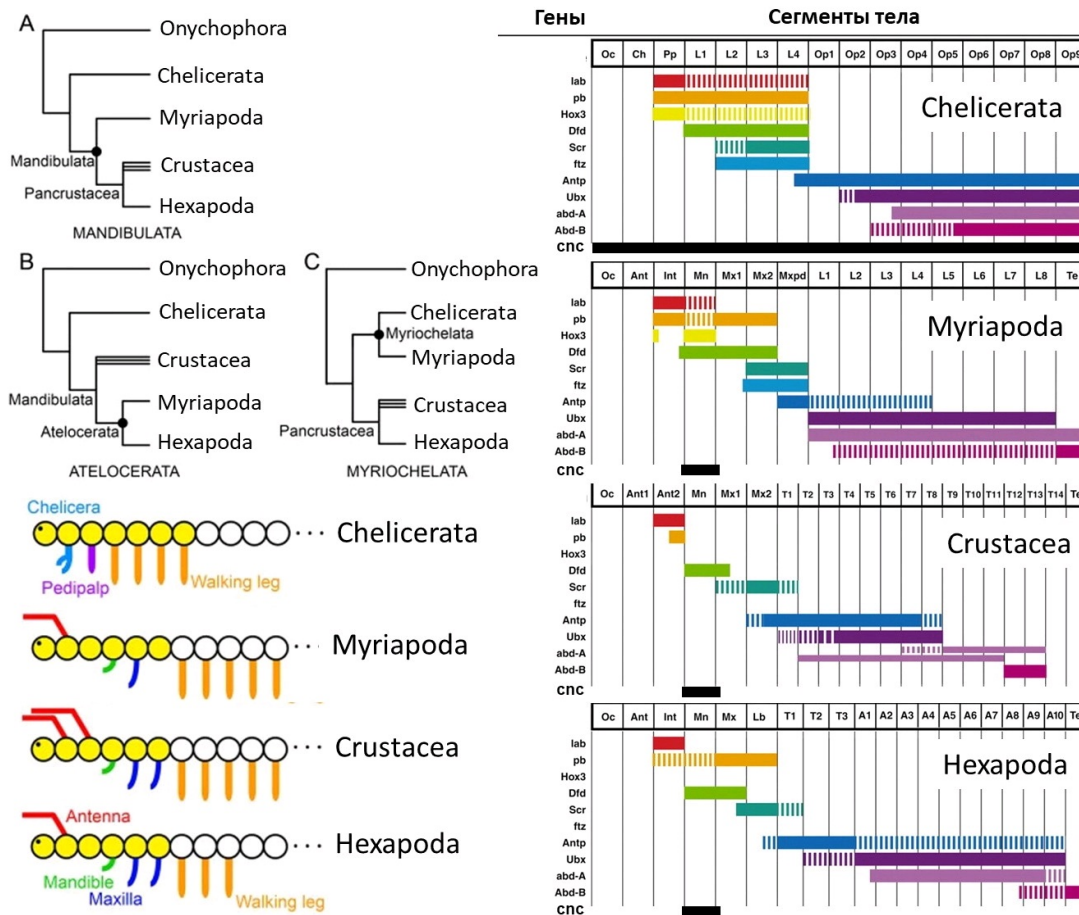 A
Onychophora
Chelicerata
Myriapoda
Mandibulata
Crustacea
Pancrustacea
Hexapoda
MANDIBULATA
B
Onychophora
Chelicerata
Crustacea
Mandibulata
Myriapoda
Atelocerata
Hexapoda
ATELOCERATA
C
Onychophora
Chelicerata
Myriochelata
Myriapoda
Crustacea
Pancrustacea
Hexapoda
MYRIOCHELATA
Chelicera
Chelicerata
Pedipalp
Walking leg
Myriapoda
Crustacea
Antenna
Hexapoda
Mandible
Maxilla
Walking leg
Гены Сегменты тела
Oc Ch Pp L1 L2 L3 L4 Op1 Op2 Op3 Op4 Op5 Op6 Op7 Op8 Op9
Chelicerata
lab
pb
Hox3
Dfd
Scr
ftz
Antp
Ubx
abd-A
Abd-B
cnc
Oc Ant Int Mn Mx1 Mx2 Mxpd L1 L2 L3 L4 L5 L6 L7 L8 Te
Myriapoda
lab
pb
Hox3
Dfd
Scr
ftz
Antp
Ubx
abd-A
Abd-B
cnc
Oc Ant1 Ant2 Mn Mx1 Mx2 T1 T2 T3 T4 T5 T6 T7 T8 T9 T10 T11 T12 T13 T14 Te
Crustacea
lab
pb
Hox3
Dfd
Scr
ftz
Antp
Ubx
abd-A
Abd-B
cnc
Oc Ant Int Mn Mx Lb T1 T2 T3 A1 A2 A3 A4 A5 A6 A7 A8 A9 A10 Te
Hexapoda
lab
pb
Hox3
Dfd
Scr
ftz
Antp
Ubx
abd-A
Abd-B
cnc